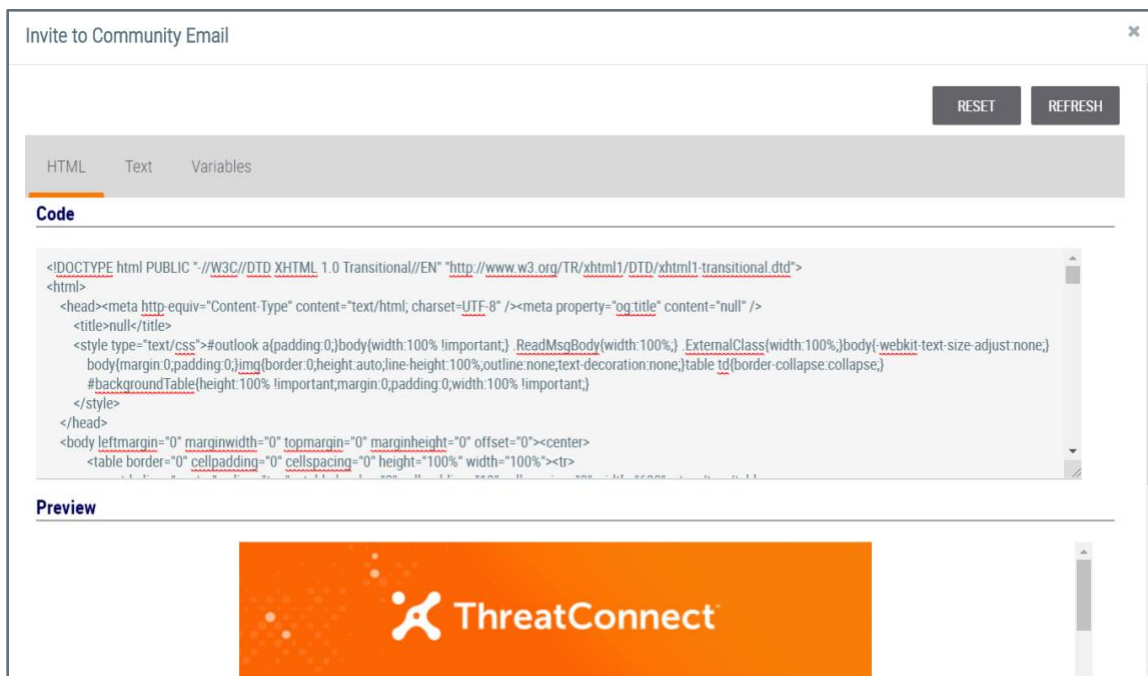 Invite to Community Email
RESET REFRESH
HTML Text Variables
Code
<!DOCTYPE html PUBLIC "-//W3C//DTD XHTML 1.0 Transitional//EN" "http://www.w3.org/TR/xhtml1/DTD/xhtml1-transitional.dtd">
<html>
<head><meta http-equiv="Content-Type" content="text/html; charset=UTF-8" /><meta property="og:title" content="null" />
<title>null</title>
<style type="text/css">#outlook a{padding:0;}body{width:100% !important;} .ReadMsgBody{width:100%;} .ExternalClass{width:100%;}body{-webkit-text-size-adjust:none;}
body{margin:0;padding:0;}img{border:0;height:auto;line-height:100%;outline:none;text-decoration:none;}table td{border-collapse:collapse;}
#backgroundTable{height:100% !important;margin:0;padding:0;width:100% !important;}
</style>
</head>
<body leftmargin="0" marginwidth="0" topmargin="0" marginheight="0" offset="0"><center>
<table border="0" cellpadding="0" cellspacing="0" height="100%" width="100%"><tr>
Preview
ThreatConnect